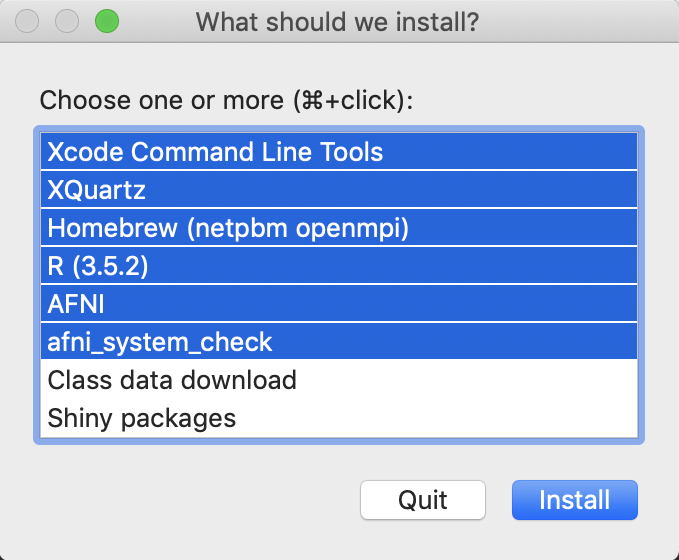 What should we install?
Choose one or more (⌘+click):
Xcode Command Line Tools
XQuartz
Homebrew (netpbm openmpi)
R (3.5.2)
AFNI
afni_system_check
Class data download
Shiny packages
Quit Install